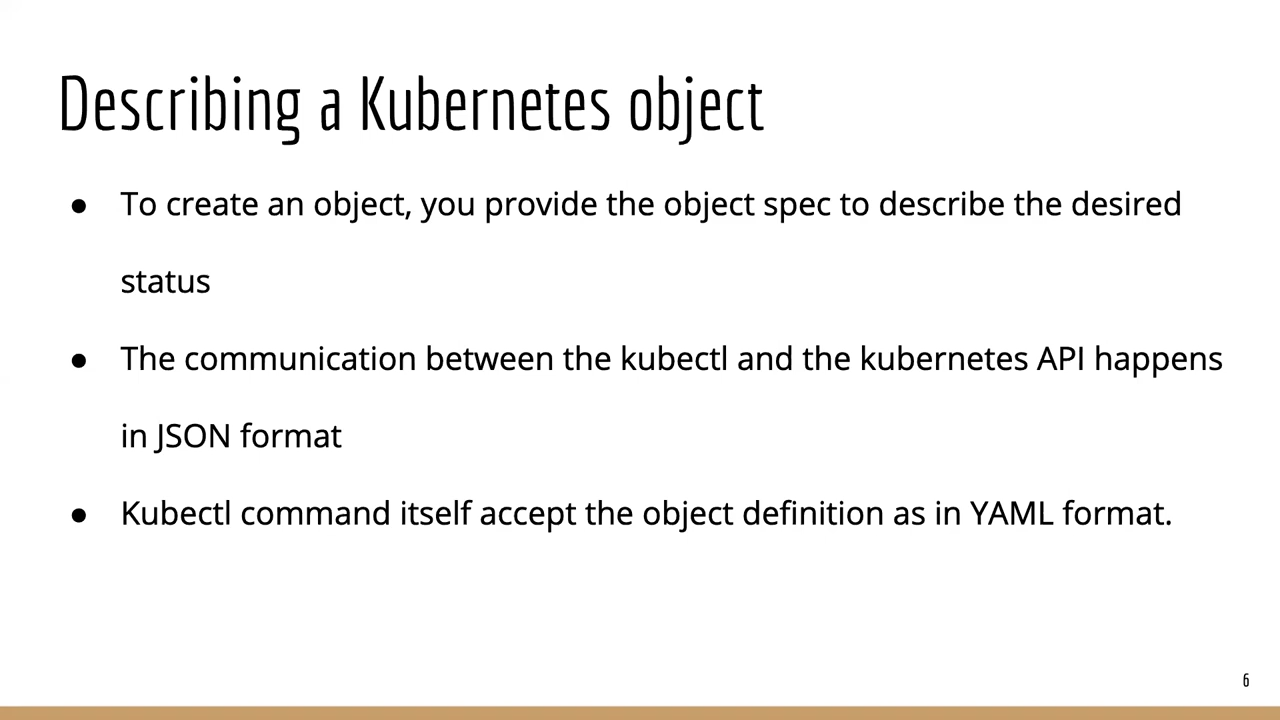 Describing a Kubernetes object
● To create an object, you provide the object spec to describe the desired
status
● The communication between the kubectl and the kubernetes API happens
in JSON format
● Kubectl command itself accept the object definition as in YAML format.
6